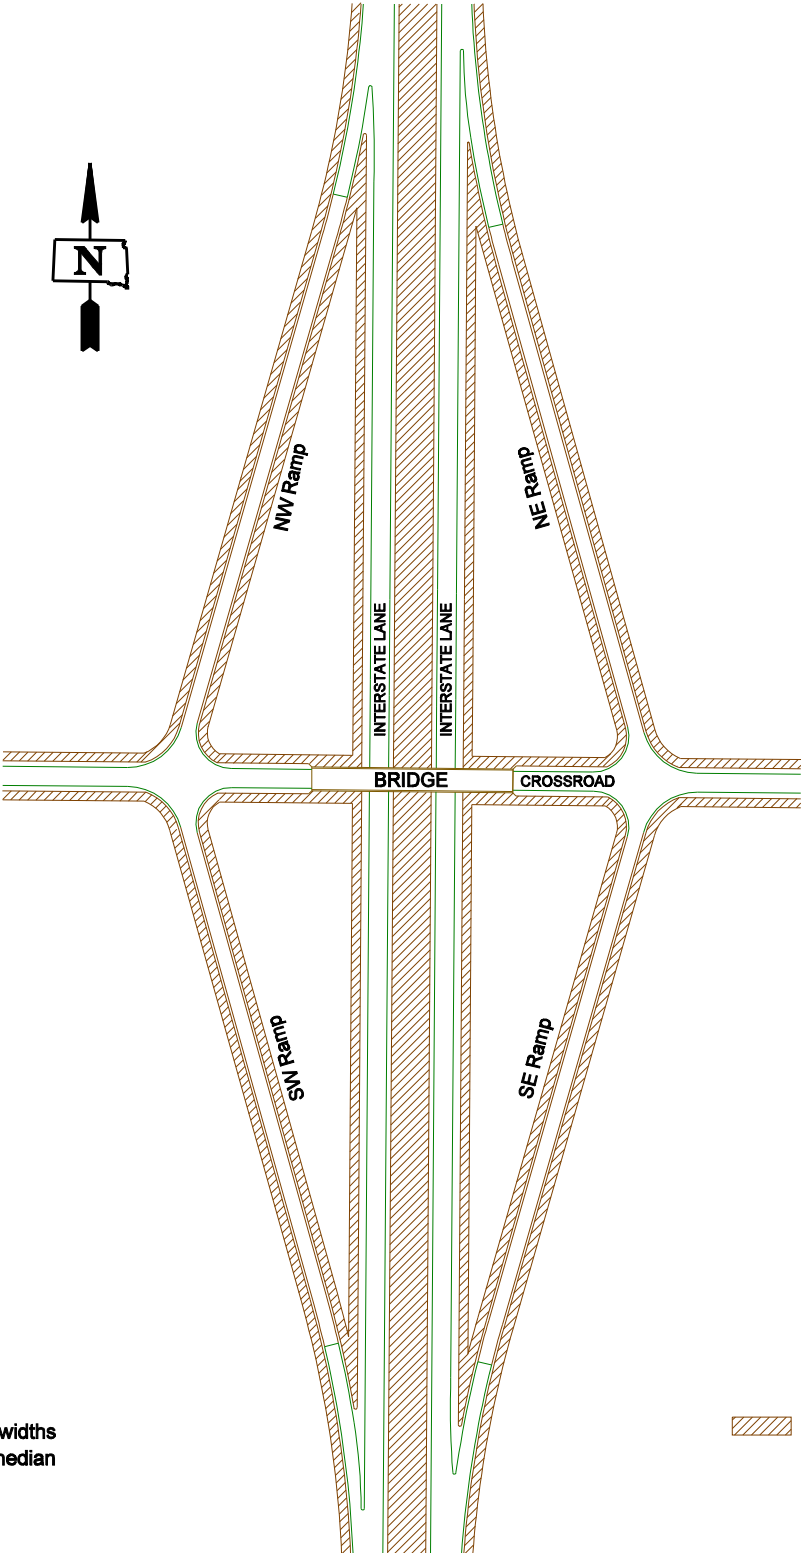 N
NW Ramp
NE Ramp
INTERSTATE LANE
INTERSTATE LANE
BRIDGE
CROSSROAD
SW Ramp
SE Ramp
widths
nedian